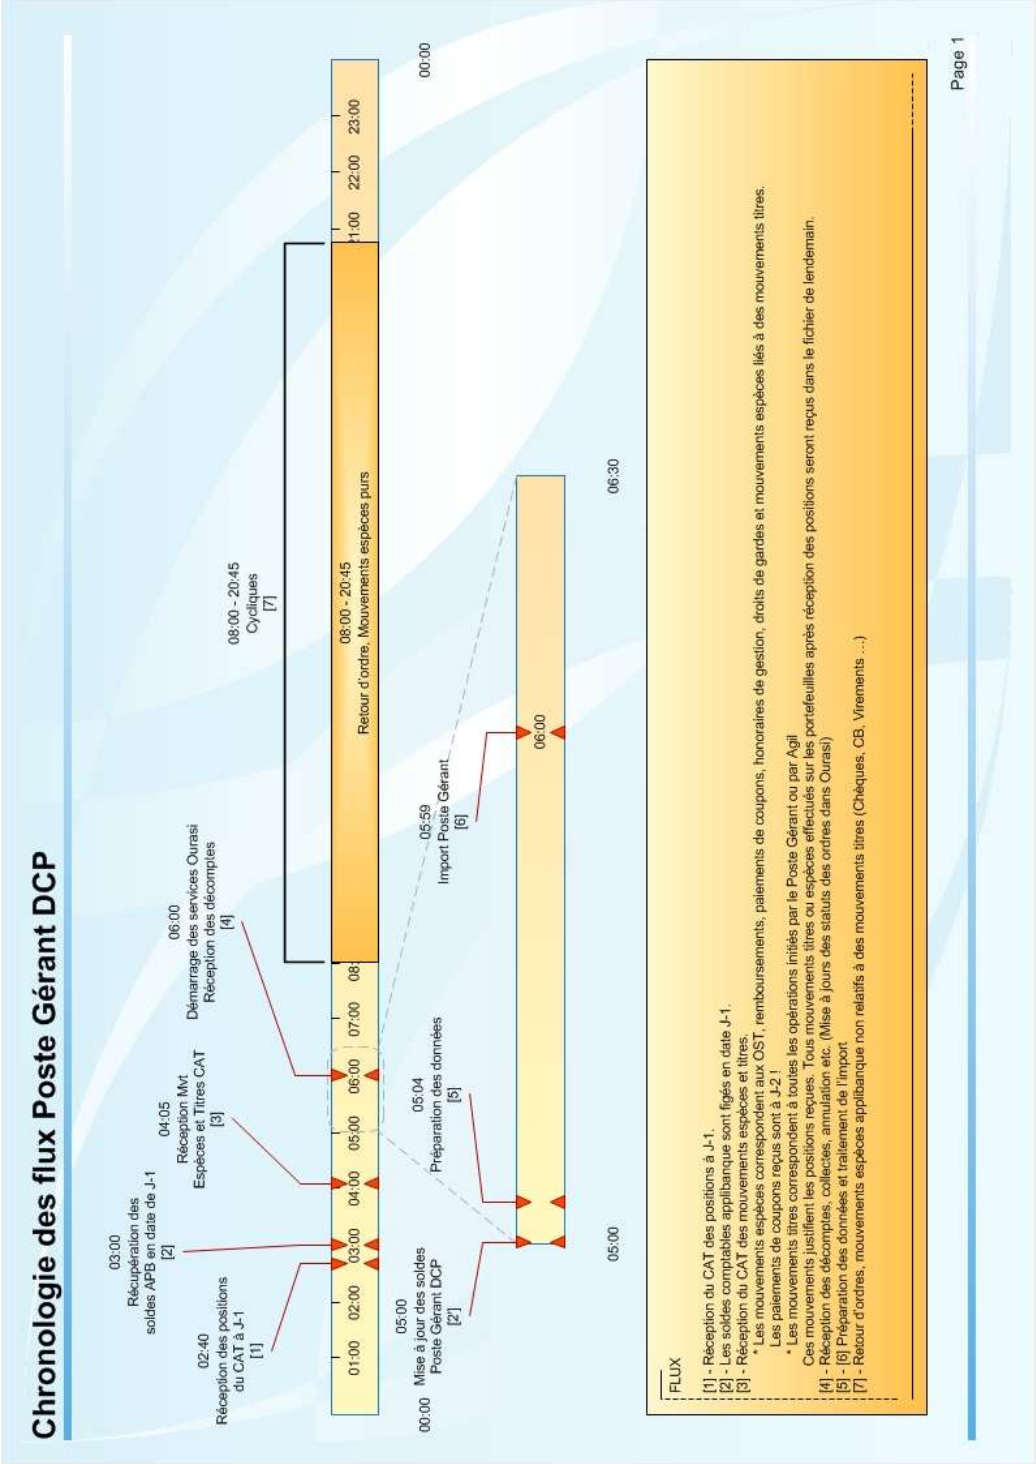 Chronologie des flux Poste Gérant DCP
08:00 - 20:45
Cycliques
[7]
06:00
Démarrage des services Ourasi
Réception des décomptes
[4]
04:05
Réception Mvt
Espèces et Titres CAT
[3]
03:00
Récupération des
soldes APB en date de J-1
[2]
02:40
Réception des positions
du CAT à J-1
[1]
01:00 02:00 03:00 04:00 05:00 06:00 07:00 08: 21:00 22:00 23:00
08:00 - 20:45
Retour d'ordre, Mouvements espèces purs
00:00 00:00
05:00
Mise à jour des soldes
Poste Gérant DCP
[2']
05:04
Préparation des données
[5]
05:59
Import Poste Gérant
[6]
06:00
05:00 06:30
FLUX
[1] - Réception du CAT des positions à J-1.
[2] - Les soldes comptables applibanque sont figés en date J-1.
[3] - Réception du CAT des mouvements espèces et titres.
* Les mouvements espèces correspondent aux OST, remboursements, paiements de coupons, honoraires de gestion, droits de gardes et mouvements espèces liés à des mouvements titres.
Les paiements de coupons reçus sont à J-2 !
* Les mouvements titres correspondent à toutes les opérations initiés par le Poste Gérant ou par Agil
Ces mouvements justifient les positions reçues. Tous mouvements titres ou espèces effectués sur les portefeuilles après réception des positions seront reçus dans le fichier de lendemain.
[4] - Réception des décomptes, collectes, annulation etc. (Mise à jours des statuts des ordres dans Ourasi)
[5] - [6] Préparation des données et traitement de l'import
[7] - Retour d'ordres, mouvements espèces applibanque non relatifs à des mouvements titres (Chèques, CB, Virements ...)
Page 1